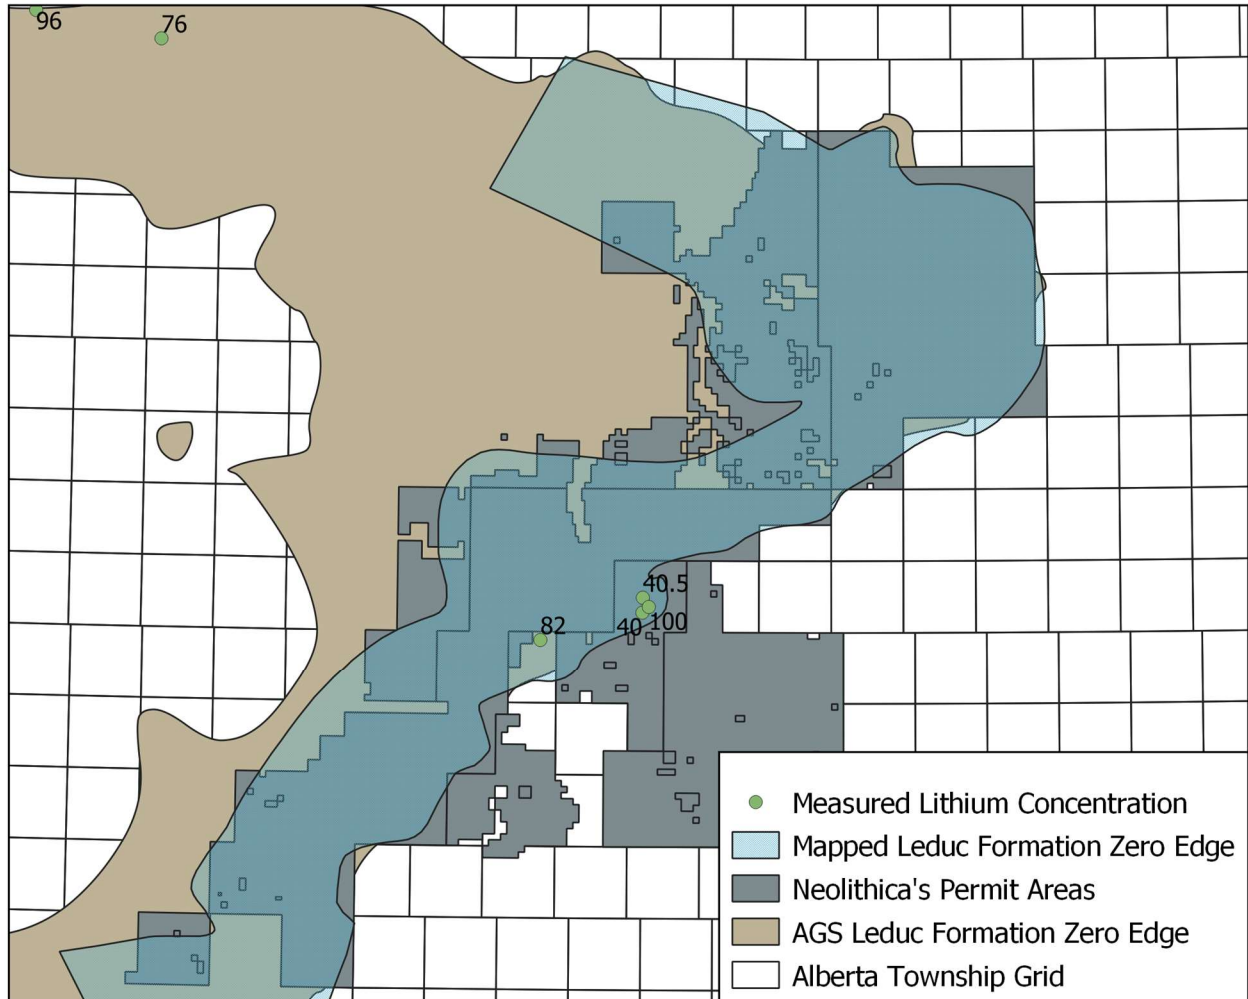 96
76
40.5
82
40
100
Measured Lithium Concentration
Mapped Leduc Formation Zero Edge
Neolithica's Permit Areas
AGS Leduc Formation Zero Edge
Alberta Township Grid